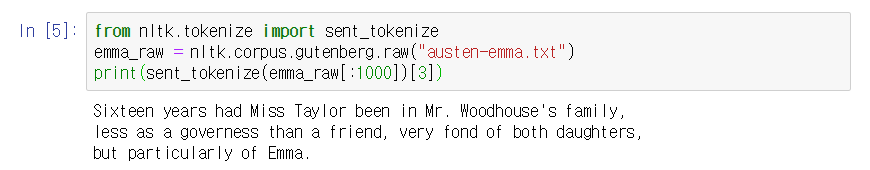 In [5]: from nltk.tokenize import sent_tokenize
emma_raw = nltk.corpus.gutenberg.raw("austen-emma.txt")
print(sent_tokenize(emma_raw[:1000])[3])
Sixteen years had Miss Taylor been in Mr. Woodhouse's family,
less as a governess than a friend, very fond of both daughters,
but particularly of Emma.